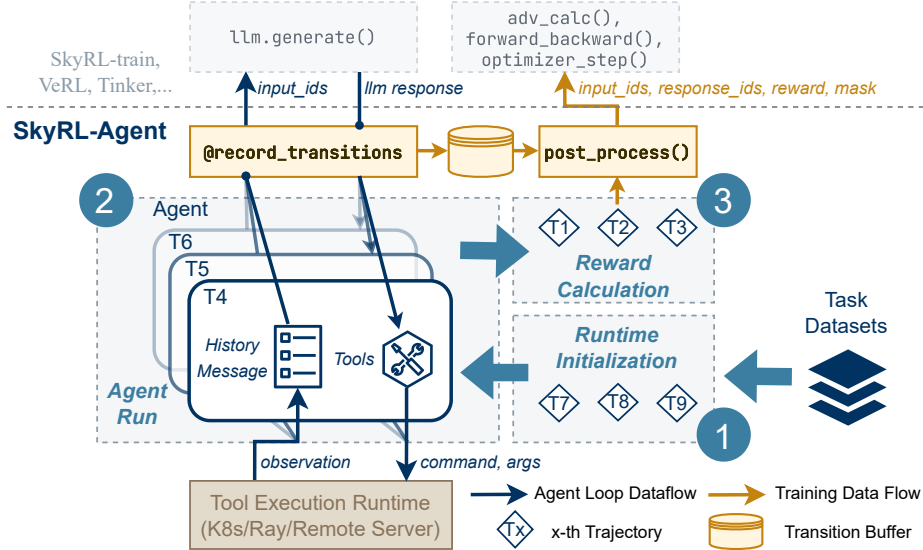 llm.generate()
adv_calc(),
forward_backward(),
optimizer_step()
SkyRL-train,
VeRL, Tinker,...
input_ids
llm response
input_ids, response_ids, reward, mask
SkyRL-Agent
@record_transitions
post_process()
2
Agent
T6
T5
T4
History
Message
Tools
Agent
Run
3
T1
T2
T3
Reward
Calculation
Runtime
Initialization
T7
T8
T9
1
Task
Datasets
observation
command, args
Tool Execution Runtime
(K8s/Ray/Remote Server)
Agent Loop Dataflow
Training Data Flow
Tx
x-th Trajectory
Transition Buffer